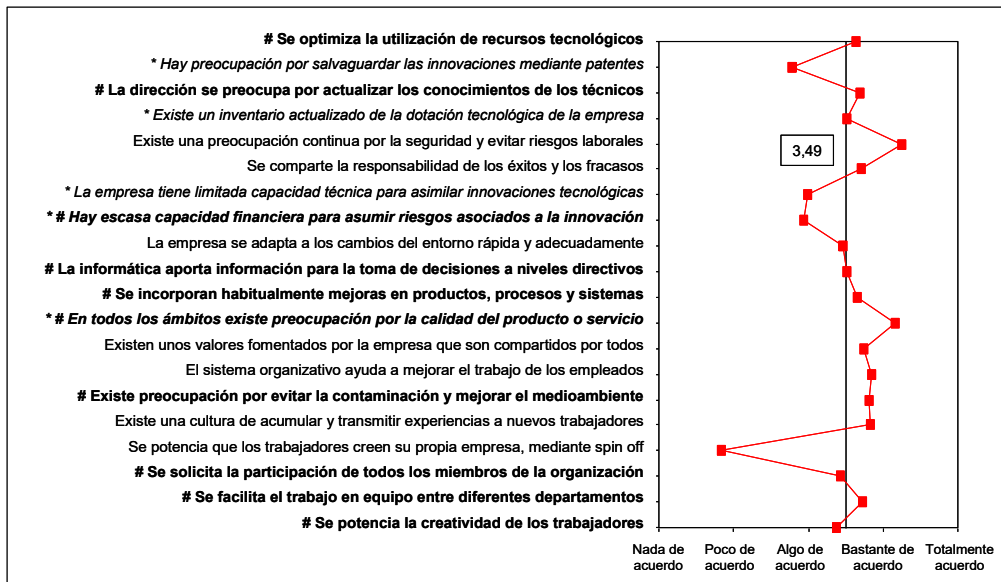 # Se optimiza la utilización de recursos tecnológicos
* Hay preocupación por salvaguardar las innovaciones mediante patentes
# La dirección se preocupa por actualizar los conocimientos de los técnicos
* Existe un inventario actualizado de la dotación tecnológica de la empresa
Existe una preocupación continua por la seguridad y evitar riesgos laborales
3,49
Se comparte la responsabilidad de los éxitos y los fracasos
* La empresa tiene limitada capacidad técnica para asimilar innovaciones tecnológicas
* # Hay escasa capacidad financiera para asumir riesgos asociados a la innovación
La empresa se adapta a los cambios del entorno rápida y adecuadamente
# La informática aporta información para la toma de decisiones a niveles directivos
# Se incorporan habitualmente mejoras en productos, procesos y sistemas
* # En todos los ámbitos existe preocupación por la calidad del producto o servicio
Existen unos valores fomentados por la empresa que son compartidos por todos
El sistema organizativo ayuda a mejorar el trabajo de los empleados
# Existe preocupación por evitar la contaminación y mejorar el medioambiente
Existe una cultura de acumular y transmitir experiencias a nuevos trabajadores
Se potencia que los trabajadores creen su propia empresa, mediante spin off
# Se solicita la participación de todos los miembros de la organización
# Se facilita el trabajo en equipo entre diferentes departamentos
# Se potencia la creatividad de los trabajadores
Nada de acuerdo
Poco de acuerdo
Algo de acuerdo
Bastante de acuerdo
Totalmente acuerdo